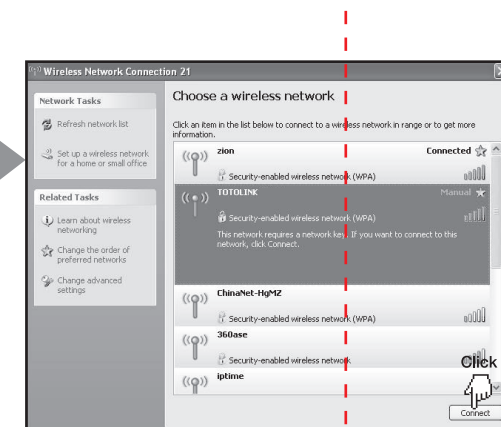 Wireless Network Connection 21
Network Tasks
Refresh network list
Set up a wireless network
for a home or small office
Related Tasks
Learn about wireless
networking
Change the order of
preferred networks
Change advanced
settings
Choose a wireless network
Click an item in the list below to connect to a wireless network in range or to get more
information.
zion
Connected
Security-enabled wireless network (WPA)
TOTOLINK
Manual
Security-enabled wireless network (WPA)
This network requires a network key. If you want to connect to this
network, click Connect.
ChinaNet-HgM2
Security-enabled wireless network (WPA)
360ase
Security-enabled wireless network
iptime
Click
Connect